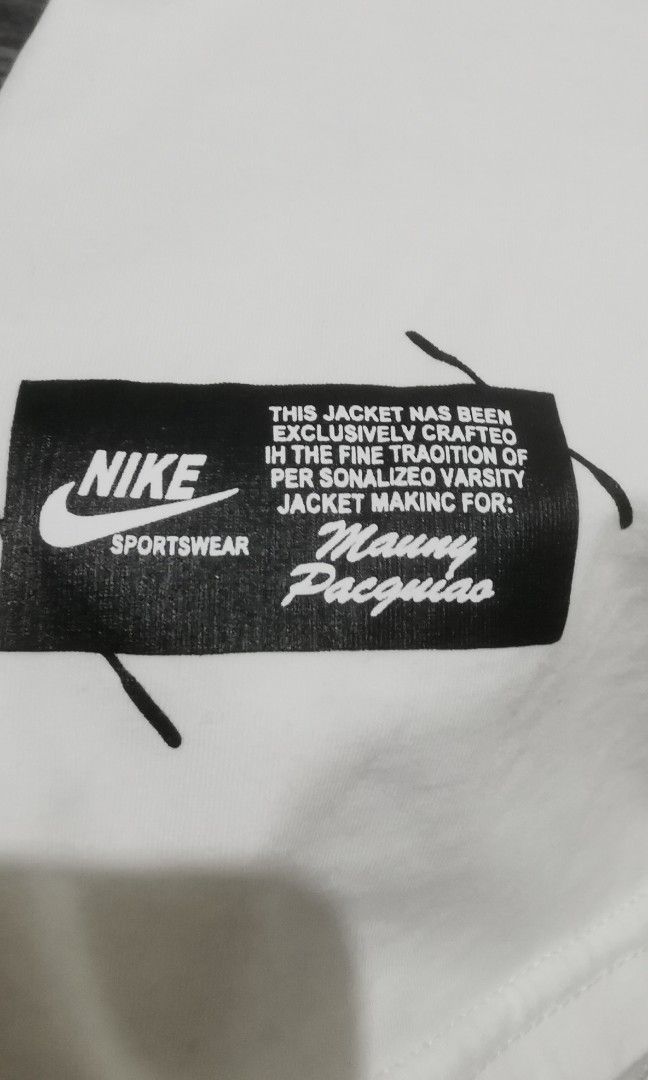 NIKE
SPORTSWEAR
THIS JACKET NAS BEEN
EXCLUSIVELV CRAFTEO
IH THE FINE TRAOITION OF
PER SONALIZEO VARSITY
JACKET MAKINC FOR:
Mauny
Pacquiao